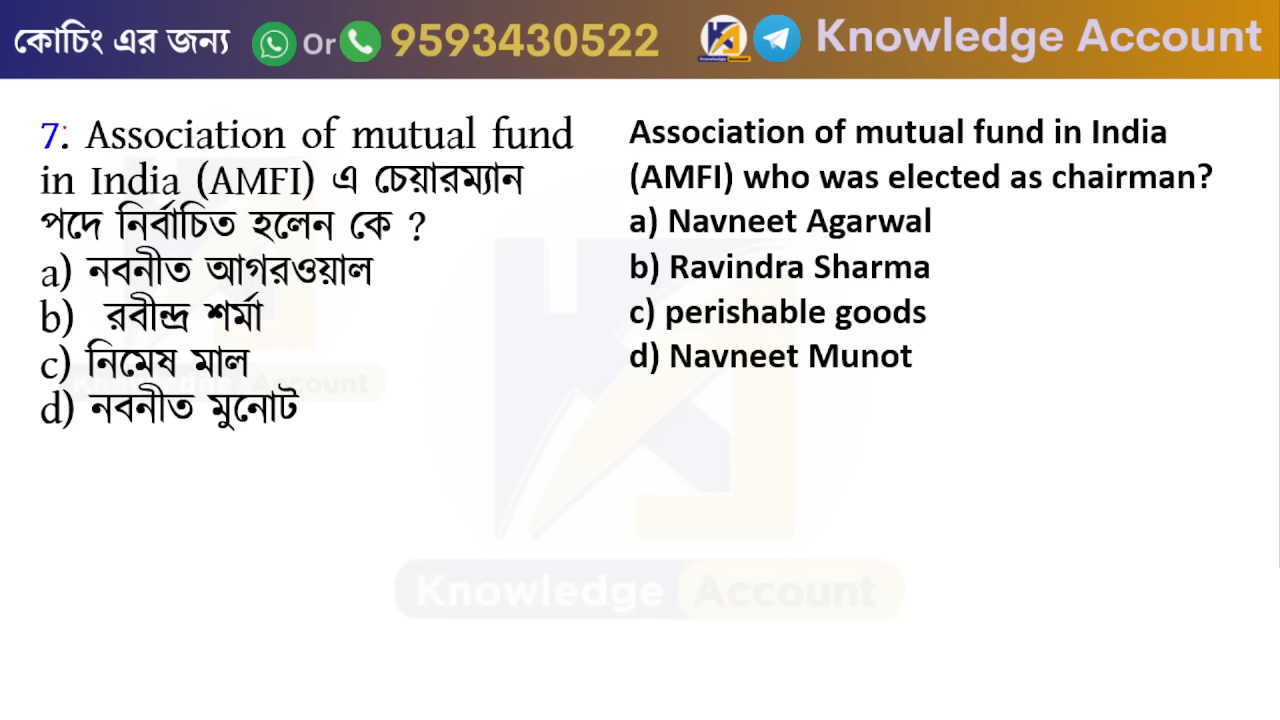 কোচিং এর জন্য Or 9593430522 Knowledge Account
7: Association of mutual fund
in India (AMFI) এ চেয়ারম্যান
পদে নির্বাচিত হলেন কে ?
a) নবনীত আগরওয়াল
b) রবীন্দ্র শর্মা
c) নিমেষ মাল
d) নবনীত মুনোট
Association of mutual fund in India
(AMFI) who was elected as chairman?
a) Navneet Agarwal
b) Ravindra Sharma
c) perishable goods
d) Navneet Munot
Knowledge Account
Knowledge Account